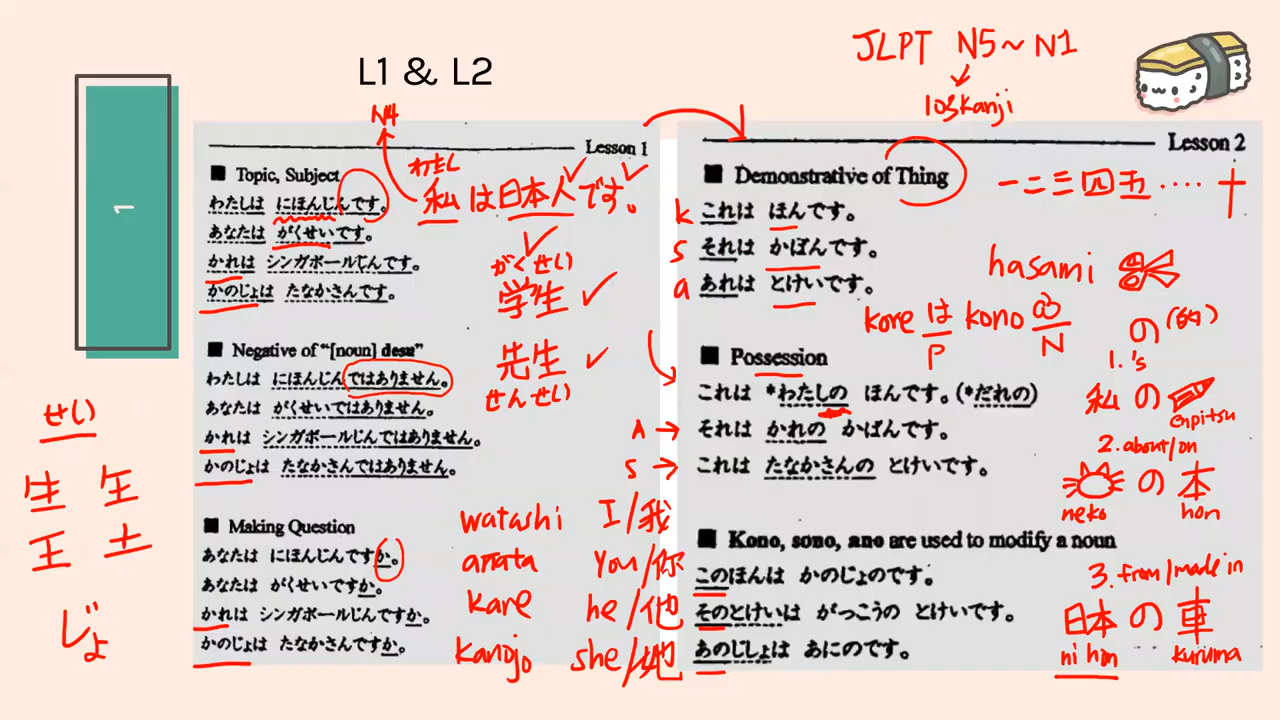 L1 & L2
JLPT N5~N1
103kanji
N4
1
Lesson 1
■ Topic, Subject
わたしは にほんじんです。
あなたは がくせいです。
かれは シンガポールじんです。
かのじょは たなかさんです。
わたし
私は日本人です。
がくせい
学生
先生
せんせい
■ Negative of "[noun] desu"
わたしは にほんじんではありません。
あなたは がくせいではありません。
かれは シンガポールじんではありません。
かのじょは たなかさんではありません。
■ Making Question
あなたは にほんじんですか。
あなたは がくせいですか。
かれは シンガポールじんですか。
かのじょは たなかさんですか。
watashi I/我
anata you/你
kare he/他
kanojo she/她
せい
生 王
王 土
じょ
Lesson 2
■ Demonstrative of Thing
k これは ほんです。
s それは かばんです。
a あれは とけいです。
一二三四五‥‥十
hasami
kore は kono の
P N
の(的)
■ Possession
これは *わたしの ほんです。(*だれの)
A → それは かれの かばんです。
S → これは たなかさんの とけいです。
1. 's
私の
enpitsu
2. about/on
の本
neko hon
■ Kono, sono, ano are used to modify a noun
このほんは かのじょのです。
そのとけいは がっこうの とけいです。
あのじしょは あにのです。
3. from/made in
日本の車
nihon kuruma